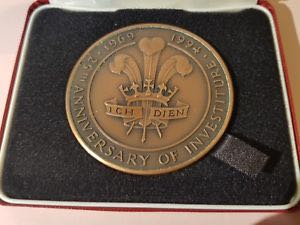 1969 1994
25TH ANNIVERSARY OF INVESTITURE
ICH DIEN